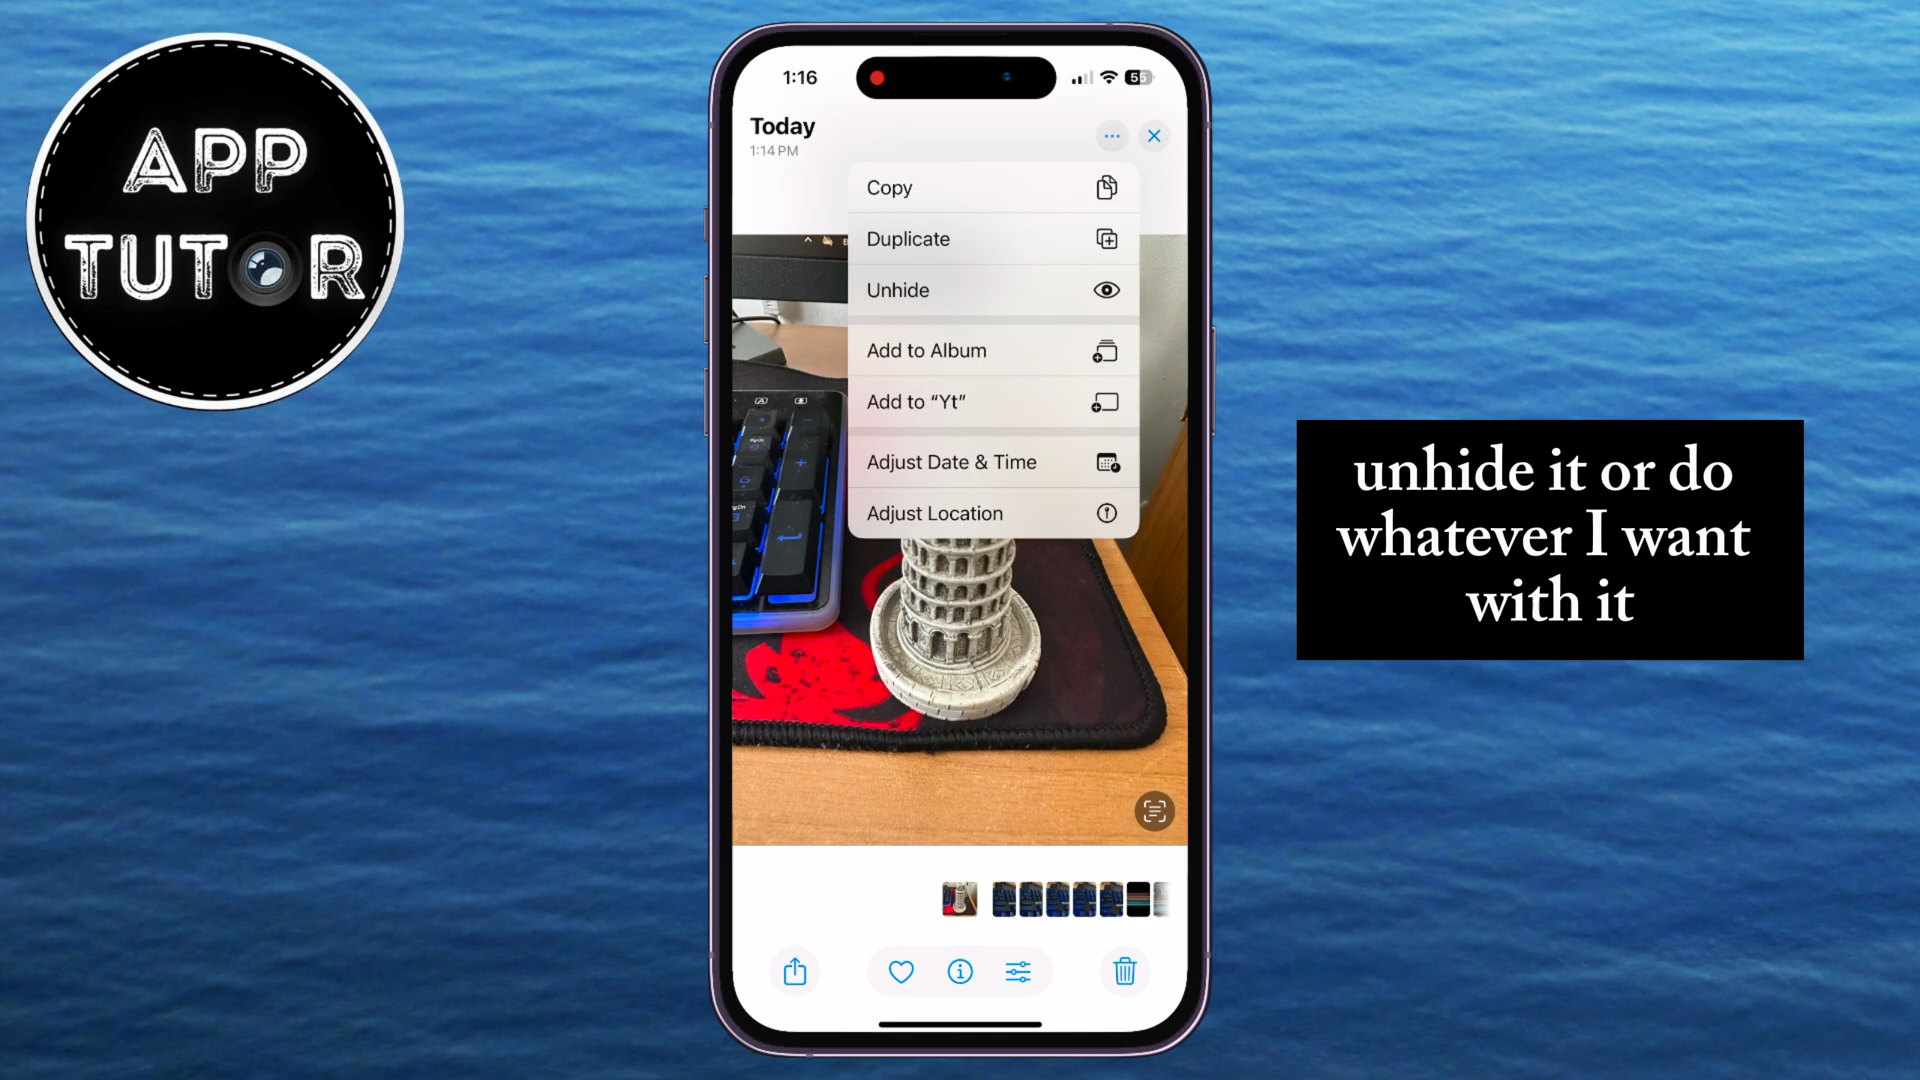 APP
TUTOR
1:16
55
Today
1:14 PM
Copy
Duplicate
Unhide
Add to Album
Add to “Yt”
Adjust Date & Time
Adjust Location
unhide it or do
whatever I want
with it